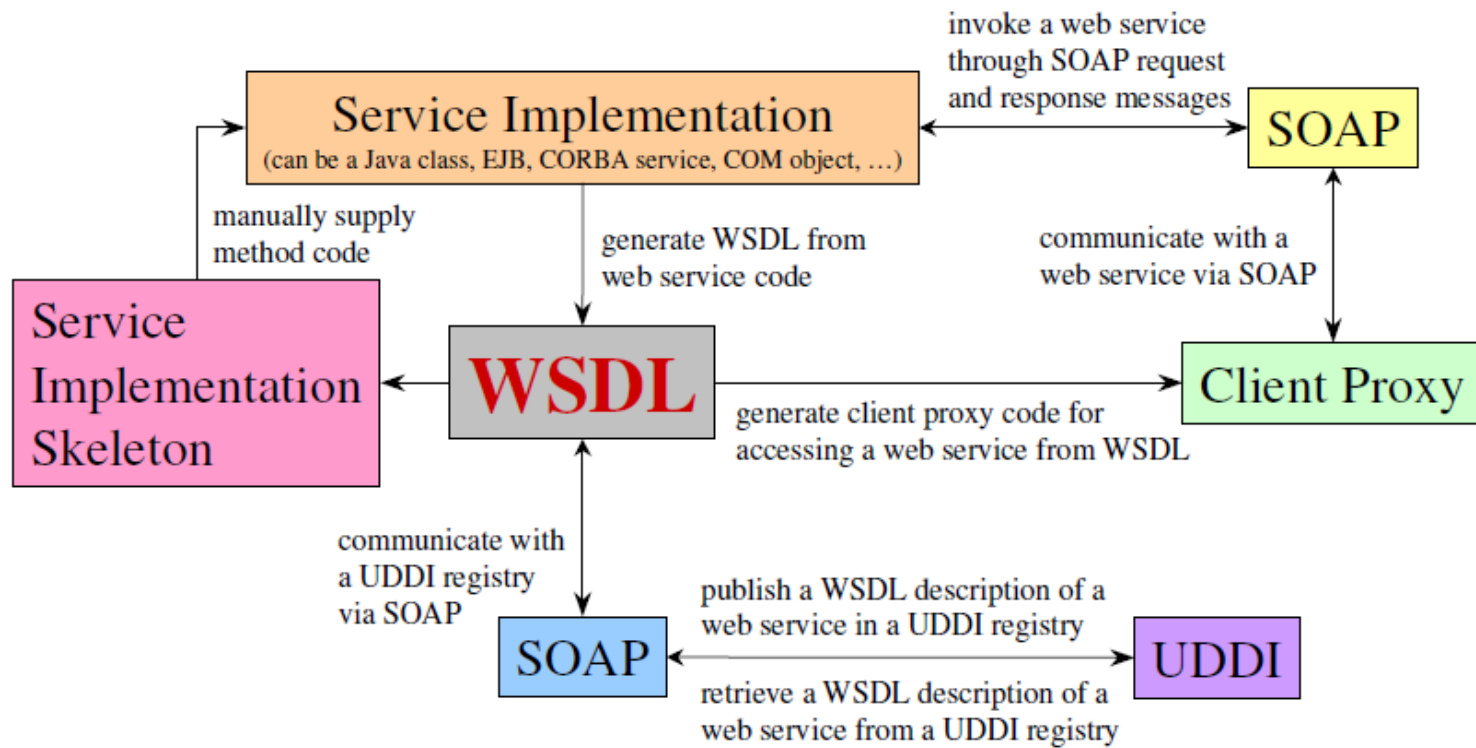 invoke a web service
through SOAP request
and response messages
Service Implementation
(can be a Java class, EJB, CORBA service, COM object, …)
SOAP
manually supply
method code
generate WSDL from
web service code
communicate with a
web service via SOAP
Service
Implementation
Skeleton
WSDL
Client Proxy
generate client proxy code for
accessing a web service from WSDL
communicate with
a UDDI registry
via SOAP
publish a WSDL description of a
web service in a UDDI registry
SOAP
UDDI
retrieve a WSDL description of a
web service from a UDDI registry